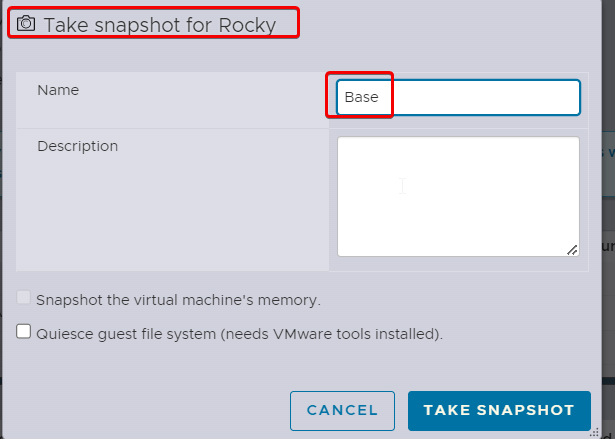 Take snapshot for Rocky
Name
Base
Description
Snapshot the virtual machine's memory.
Quiesce guest file system (needs VMware tools installed).
CANCEL
TAKE SNAPSHOT